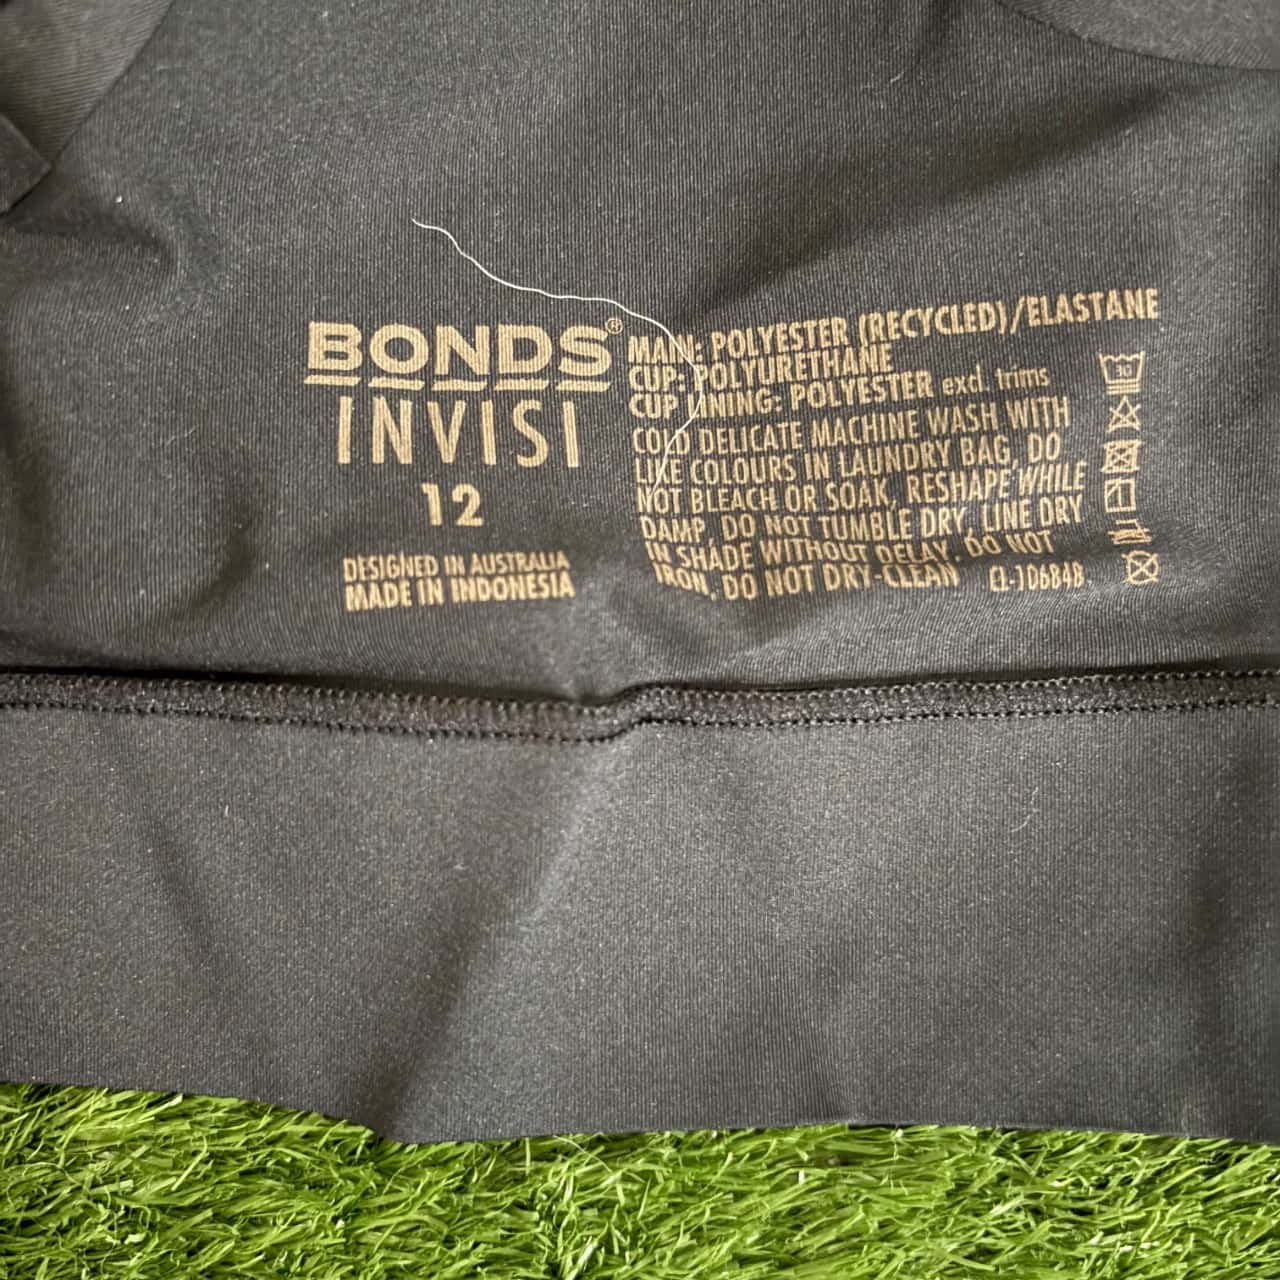 BONDS®
INVISI
12
DESIGNED IN AUSTRALIA
MADE IN INDONESIA
MAIN: POLYESTER (RECYCLED)/ELASTANE
CUP: POLYURETHANE
CUP LINING: POLYESTER excl. trims
COLD DELICATE MACHINE WASH WITH
LIKE COLOURS IN LAUNDRY BAG, DO
NOT BLEACH OR SOAK, RESHAPE WHILE
DAMP, DO NOT TUMBLE DRY, LINE DRY
IN SHADE WITHOUT DELAY, DO NOT
IRON, DO NOT DRY-CLEAN CL-106848
30